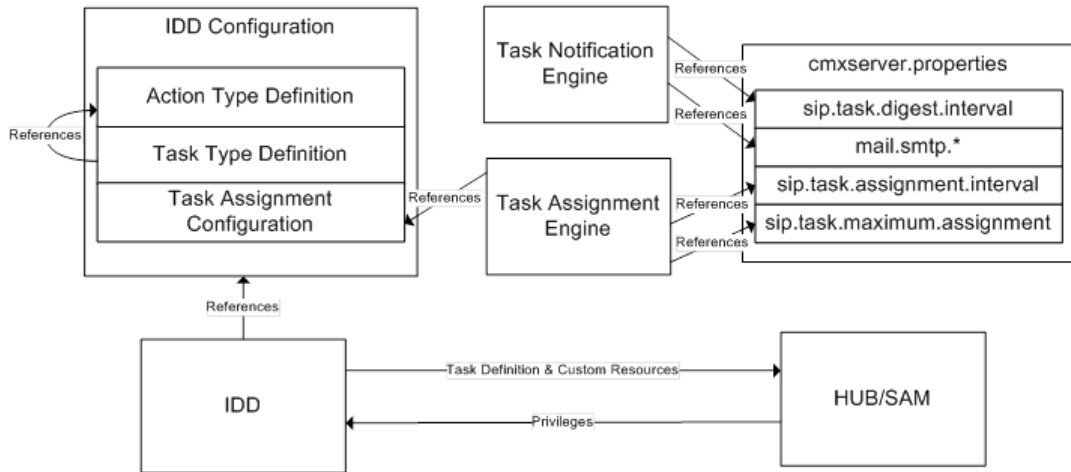 IDD Configuration
Action Type Definition
References
Task Type Definition
Task Assignment
Configuration
References
Task Notification
Engine
References
References
cmxserver.properties
sip.task.digest.interval
mail.smtp.*
sip.task.assignment.interval
sip.task.maximum.assignment
References
Task Assignment
Engine
References
References
IDD
Task Definition & Custom Resources
Privileges
HUB/SAM